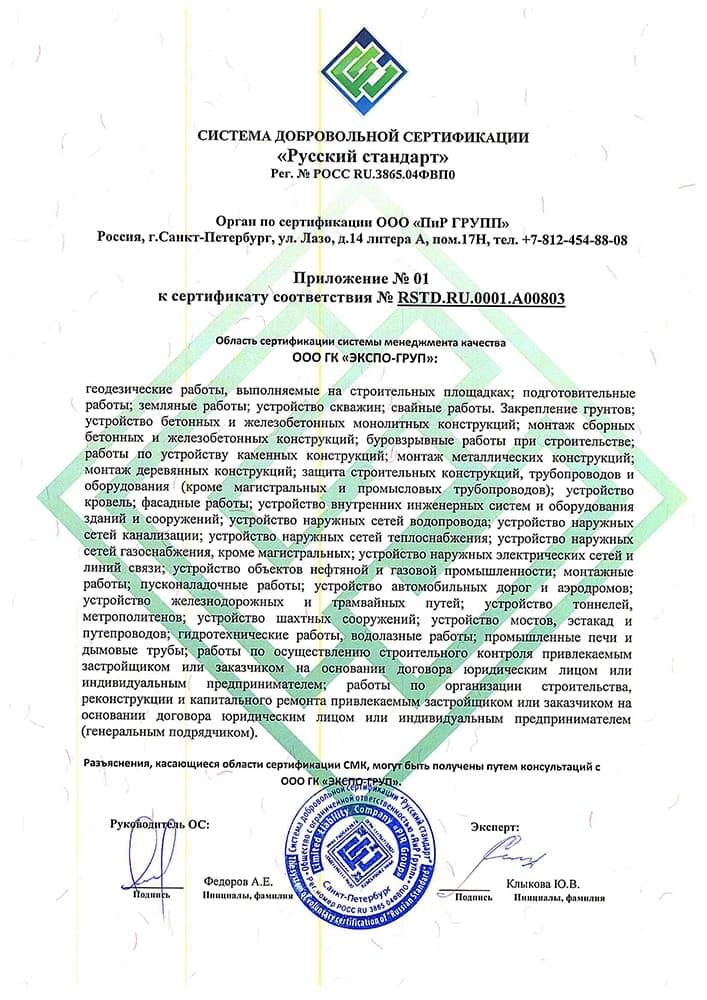 СИСТЕМА ДОБРОВОЛЬНОЙ СЕРТИФИКАЦИИ
«Русский стандарт»
Рег. № РОСС RU.3865.04ФВП0
Орган по сертификации ООО «ПиР ГРУПП»
Россия, г.Санкт-Петербург, ул. Лазо, д.14 литера А, пом.17Н, тел. +7-812-454-88-08
Приложение № 01
к сертификату соответствия № RSTD.RU.0001.A00803
Область сертификации системы менеджмента качества
ООО ГК «ЭКСПО-ГРУП»:
геодезические работы, выполняемые на строительных площадках; подготовительные
работы; земляные работы; устройство скважин; свайные работы. Закрепление грунтов;
устройство бетонных и железобетонных монолитных конструкций; монтаж сборных
бетонных и железобетонных конструкций; буровзрывные работы при строительстве;
работы по устройству каменных конструкций; монтаж металлических конструкций;
монтаж деревянных конструкций; защита строительных конструкций, трубопроводов и
оборудования (кроме магистральных и промысловых трубопроводов); устройство
кровель; фасадные работы; устройство внутренних инженерных систем и оборудования
зданий и сооружений; устройство наружных сетей водопровода; устройство наружных
сетей канализации; устройство наружных сетей теплоснабжения; устройство наружных
сетей газоснабжения, кроме магистральных; устройство наружных электрических сетей и
линий связи; устройство объектов нефтяной и газовой промышленности; монтажные
работы; пусконаладочные работы; устройство автомобильных дорог и аэродромов;
устройство железнодорожных и трамвайных путей; устройство тоннелей,
метрополитенов; устройство шахтных сооружений; устройство мостов, эстакад и
путепроводов; гидротехнические работы, водолазные работы; промышленные печи и
дымовые трубы; работы по осуществлению строительного контроля привлекаемым
застройщиком или заказчиком на основании договора юридическим лицом или
индивидуальным предпринимателем; работы по организации строительства,
реконструкции и капитального ремонта привлекаемым застройщиком или заказчиком на
основании договора юридическим лицом или индивидуальным предпринимателем
(генеральным подрядчиком).
Разъяснения, касающиеся области сертификации СМК, могут быть получены путем консультаций с
ООО ГК «ЭКСПО-ГРУП».
Система добровольной сертификации "Русский стандарт"
Общество с ограниченной ответственностью «ПиР Групп»
Limited Liability Company «PiR Group»
Санкт-Петербург
Рег номер РОСС RU 3865 04ФВП0
System of voluntary certification of "Russian Standard"
Руководитель ОС:
Эксперт:
Федоров А.Е.
Клыкова Ю.В.
Подпись
Инициалы, фамилия
Подпись
Инициалы, фамилия